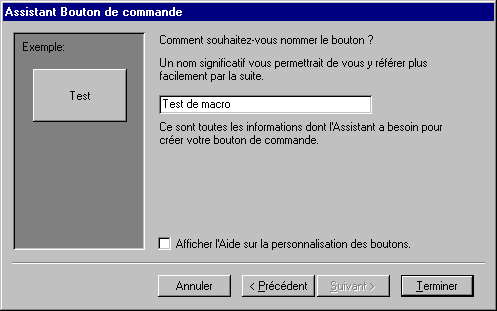 Assistant Bouton de commande
Exemple:
Test
Comment souhaitez-vous nommer le bouton ?
Un nom significatif vous permettrait de vous y référer plus
facilement par la suite.
Test de macro
Ce sont toutes les informations dont l'Assistant a besoin pour
créer votre bouton de commande.
Afficher l'Aide sur la personnalisation des boutons.
Annuler
< Précédent
Suivant >
Terminer